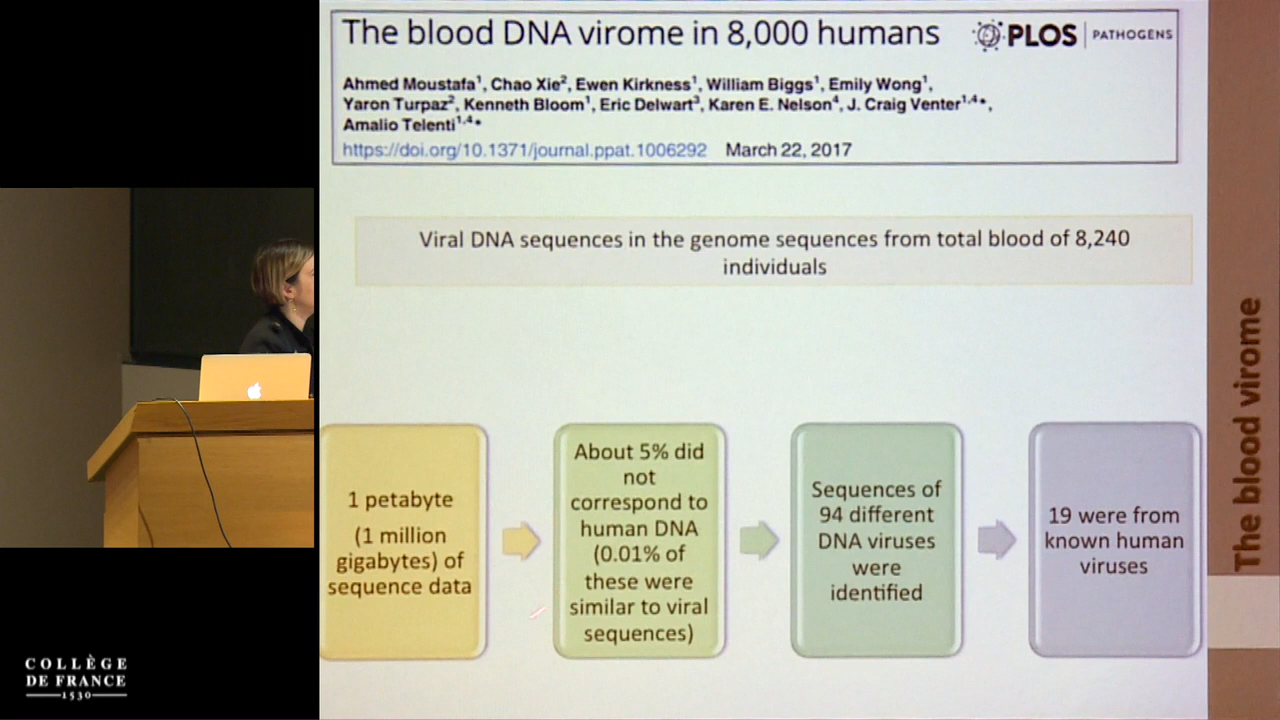 The blood DNA virome in 8,000 humans
PLOS | PATHOGENS
Ahmed Moustafa¹, Chao Xie², Ewen Kirkness¹, William Biggs¹, Emily Wong¹,
Yaron Turpaz², Kenneth Bloom¹, Eric Delwart³, Karen E. Nelson⁴, J. Craig Venter¹,⁴*,
Amalio Telenti¹,⁴*
https://doi.org/10.1371/journal.ppat.1006292 March 22, 2017
Viral DNA sequences in the genome sequences from total blood of 8,240
individuals
1 petabyte
(1 million
gigabytes) of
sequence data
About 5% did
not
correspond to
human DNA
(0.01% of
these were
similar to viral
sequences)
Sequences of
94 different
DNA viruses
were
identified
19 were from
known human
viruses
The blood virome
COLLÈGE
DE FRANCE
1530